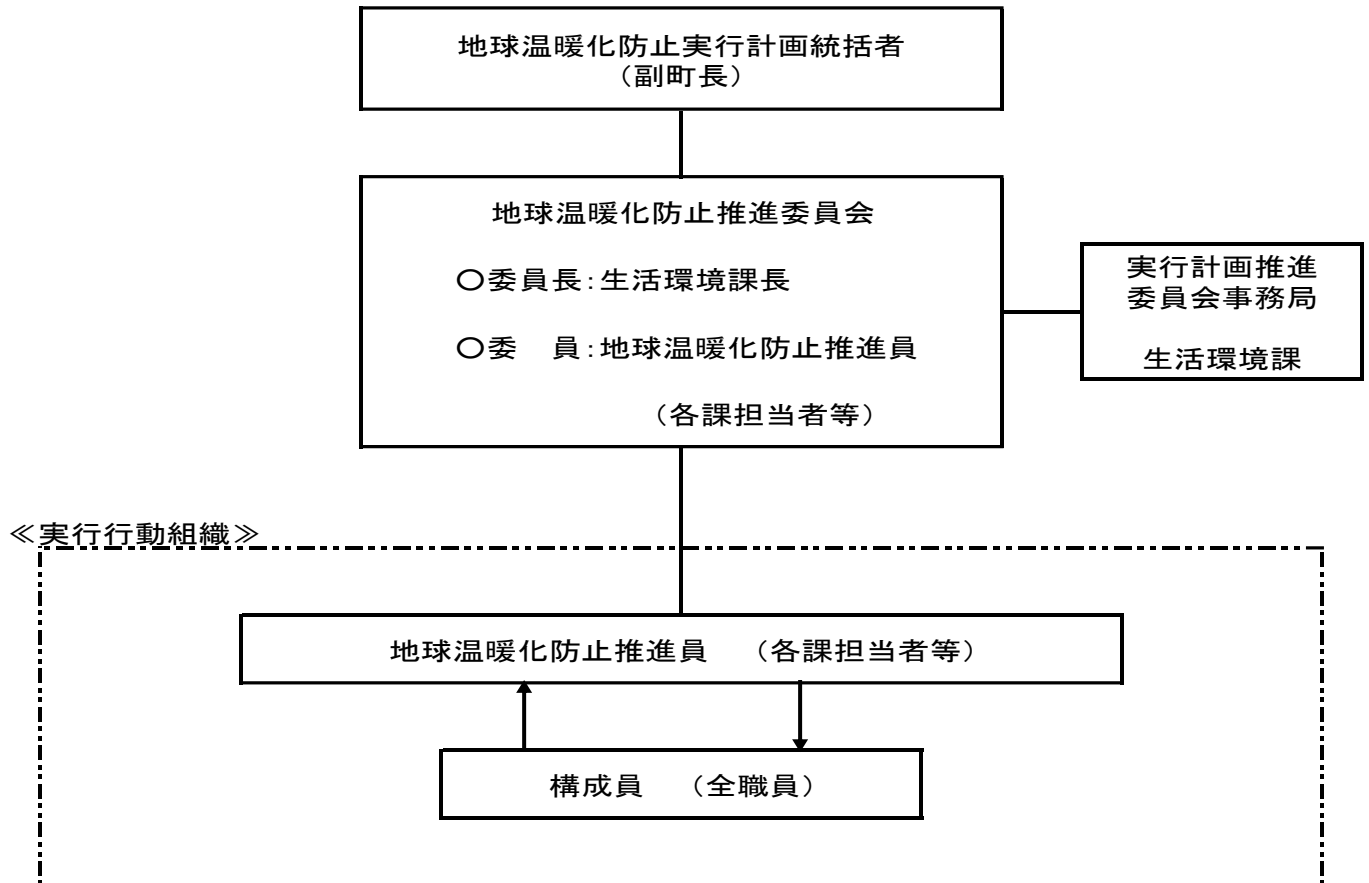 地球温暖化防止実行計画統括者
（副町長）
地球温暖化防止推進委員会
○委員長：生活環境課長
○委　員：地球温暖化防止推進員
（各課担当者等）
実行計画推進
委員会事務局
生活環境課
≪実行行動組織≫
地球温暖化防止推進員　（各課担当者等）
構成員　（全職員）